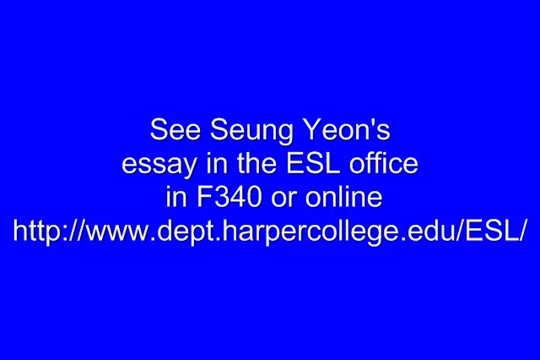 See Seung Yeon's
essay in the ESL office
in F340 or online
http://www.dept.harpercollege.edu/ESL/